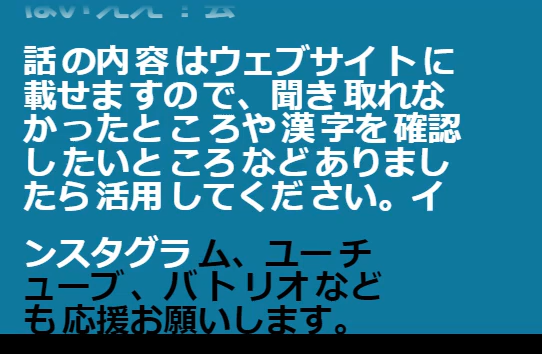 話の内容はウェブサイトに
載せますので、聞き取れな
かったところや漢字を確認
したいところなどありまし
たら活用してください。イ
ンスタグラム、ユーチ
ューブ、パトリオなど
も応援お願いします。